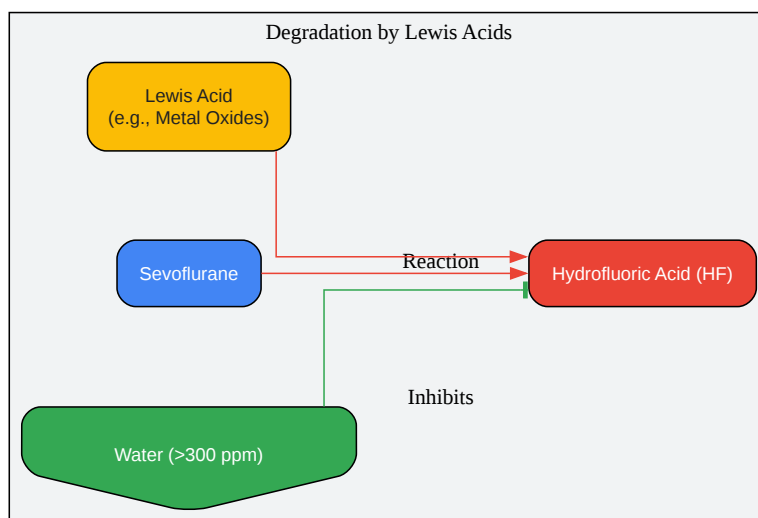 Degradation by Lewis Acids
Lewis Acid
(e.g., Metal Oxides)
Reaction
Sevoflurane
Hydrofluoric Acid (HF)
Inhibits
Water (>300 ppm)